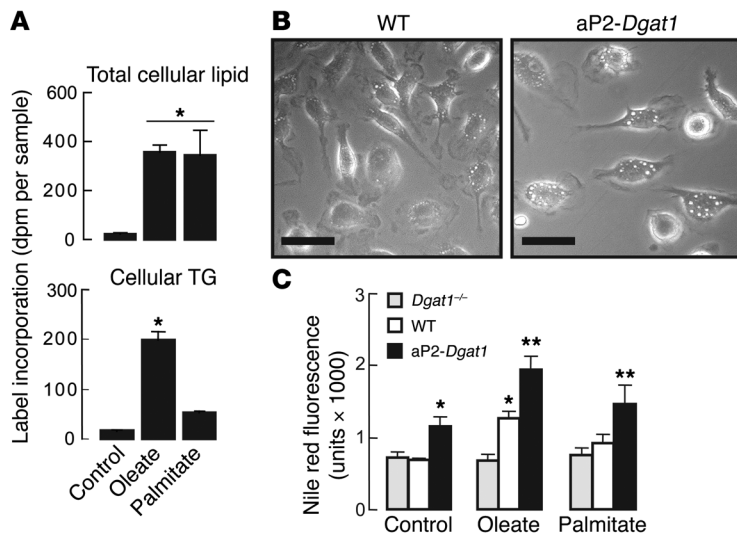 A
Total cellular lipid
Label incorporation (dpm per sample)
600
*
400
200
0
Cellular TG
300
*
200
100
0
Control
Oleate
Palmitate
B
WT
aP2-Dgat1
C
Nile red fluorescence
(units × 1000)
3
Dgat1–/–
WT
aP2-Dgat1
2
1
0
*
*
**
**
Control
Oleate
Palmitate